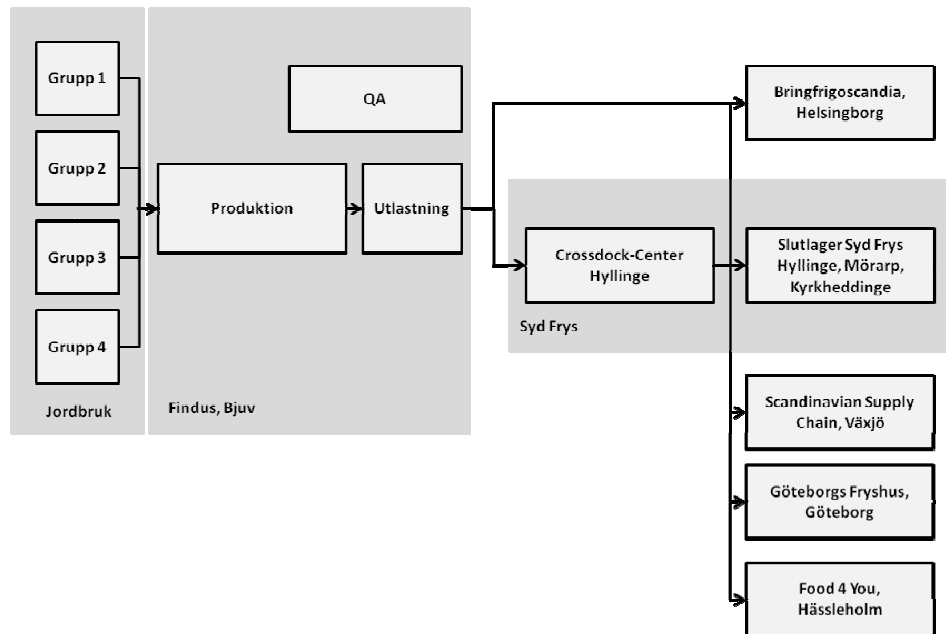 Grupp 1
Grupp 2
Grupp 3
Grupp 4
Jordbruk
QA
Produktion
Utlastning
Findus, Bjuv
Crossdock-Center
Hyllinge
Syd Frys
Bringfrigoscandia,
Helsingborg
Slutlager Syd Frys
Hyllinge, Mörarp,
Kyrkheddinge
Scandinavian Supply
Chain, Växjö
Göteborgs Fryshus,
Göteborg
Food 4 You,
Hässleholm